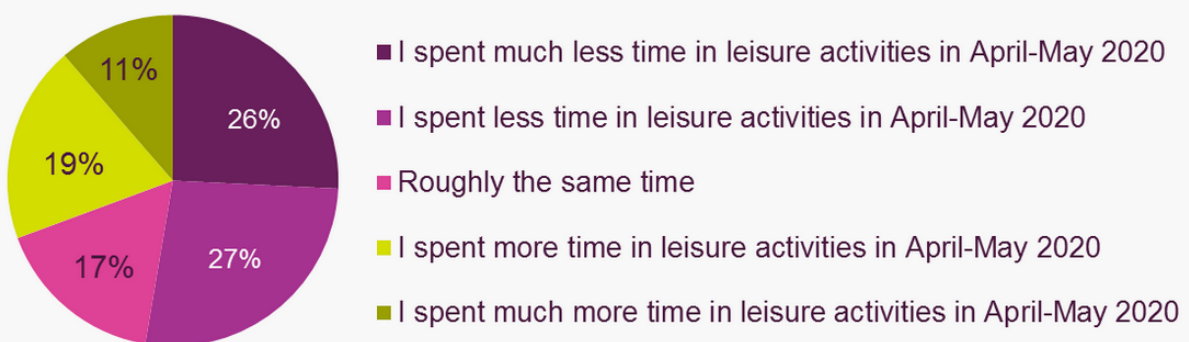 11%
26%
19%
17%
27%
I spent much less time in leisure activities in April-May 2020
I spent less time in leisure activities in April-May 2020
Roughly the same time
I spent more time in leisure activities in April-May 2020
I spent much more time in leisure activities in April-May 2020